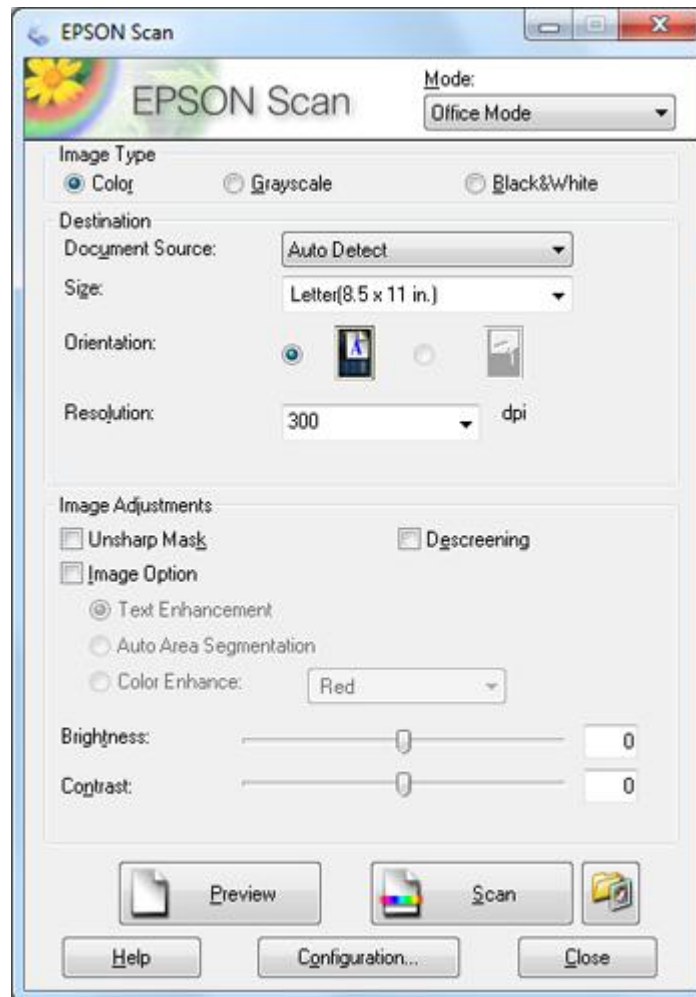 EPSON Scan
EPSON Scan
Mode:
Office Mode
Image Type
Color Grayscale Black&White
Destination
Document Source: Auto Detect
Size: Letter(8.5 x 11 in.)
Orientation: A
Resolution: 300 dpi
Image Adjustments
Unsharp Mask Descreening
Image Option
Text Enhancement
Auto Area Segmentation
Color Enhance: Red
Brightness: 0
Contrast: 0
Preview Scan
Help Configuration... Close